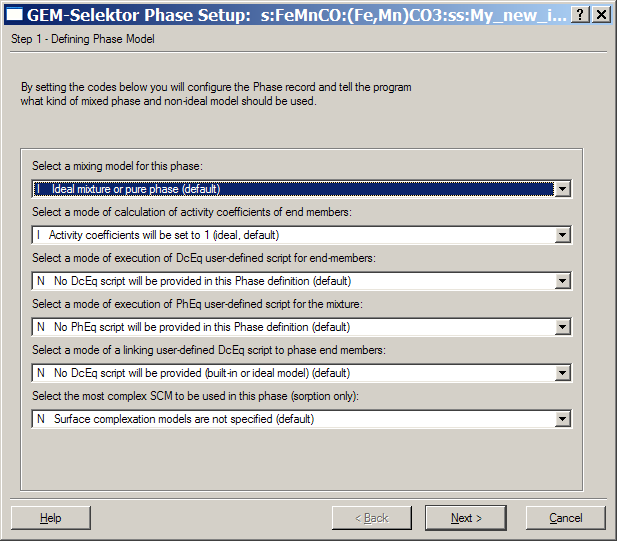 GEM-Selektor Phase Setup: s:FeMnCO:(Fe,Mn)CO3:ss:My_new_i...
Step 1 - Defining Phase Model
By setting the codes below you will configure the Phase record and tell the program
what kind of mixed phase and non-ideal model should be used.
Select a mixing model for this phase:
I Ideal mixture or pure phase (default)
Select a mode of calculation of activity coefficients of end members:
I Activity coefficients will be set to 1 (ideal, default)
Select a mode of execution of DcEq user-defined script for end-members:
N No DcEq script will be provided in this Phase definition (default)
Select a mode of execution of PhEq user-defined script for the mixture:
N No PhEq script will be provided in this Phase definition (default)
Select a mode of a linking user-defined DcEq script to phase end members:
N No DcEq script will be provided (built-in or ideal model) (default)
Select the most complex SCM to be used in this phase (sorption only):
N Surface complexation models are not specified (default)
Help
< Back
Next >
Cancel